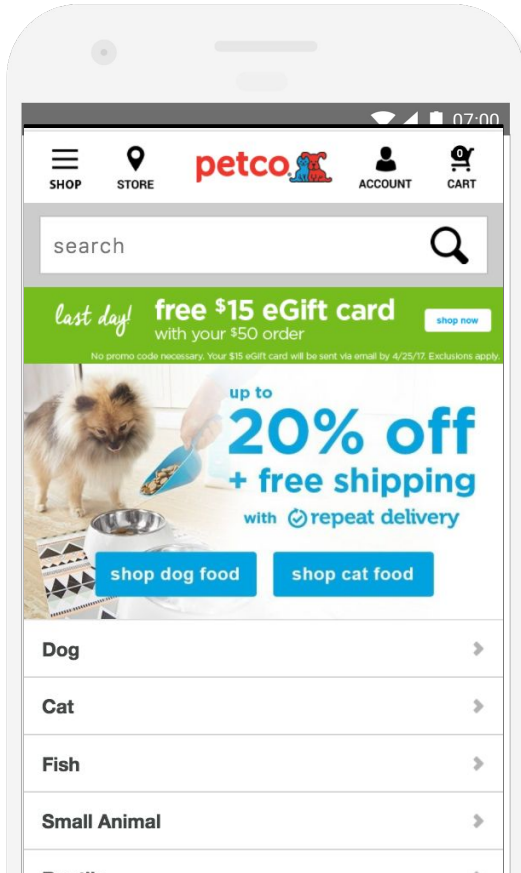 07:00
SHOP
STORE
petco
ACCOUNT
0
CART
search
last day!
free $15 eGift card
with your $50 order
shop now
No promo code necessary. Your $15 eGift card will be sent via email by 4/25/17. Exclusions apply.
up to
20% off
+ free shipping
with repeat delivery
shop dog food
shop cat food
Dog
Cat
Fish
Small Animal